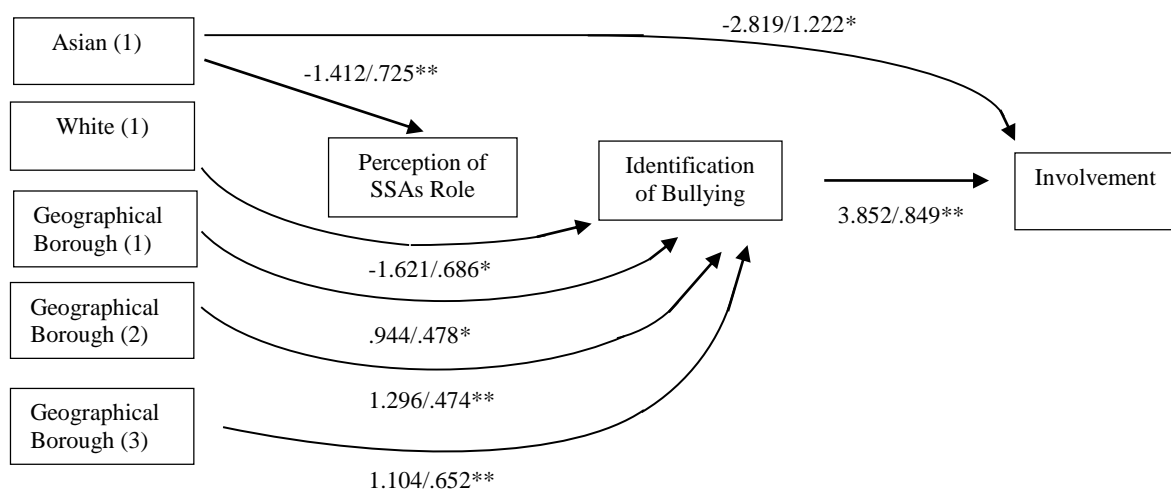 Asian (1)
-2.819/1.222*
-1.412/.725**
White (1)
Perception of
SSAs Role
Identification
of Bullying
Involvement
3.852/.849**
Geographical
Borough (1)
-1.621/.686*
Geographical
Borough (2)
.944/.478*
1.296/.474**
Geographical
Borough (3)
1.104/.652**